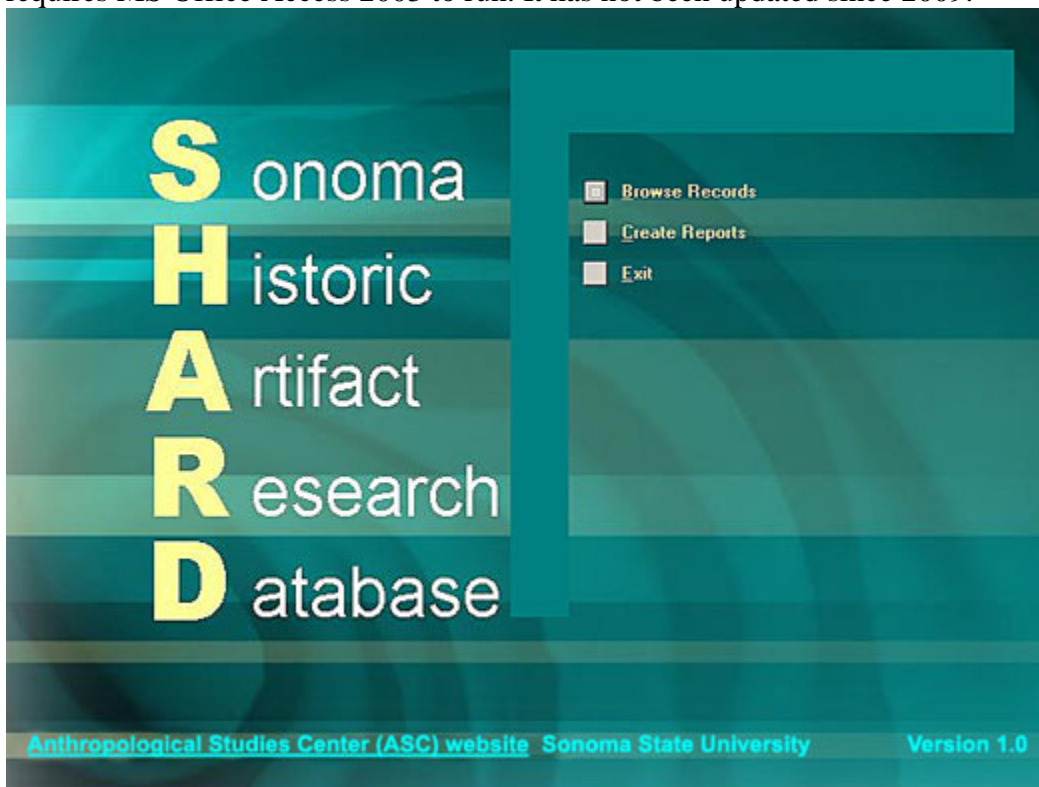 requires MS Office Access 2003 to run. It has not been updated since 2009.
Sonoma
Historic
Artifact
Research
Database
Browse Records
Create Reports
Exit
Anthropological Studies Center (ASC) website Sonoma State University Version 1.0